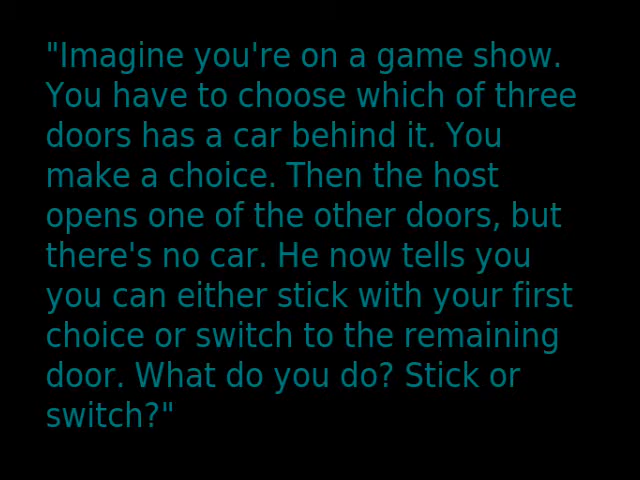 "Imagine you're on a game show.
You have to choose which of three
doors has a car behind it. You
make a choice. Then the host
opens one of the other doors, but
there's no car. He now tells you
you can either stick with your first
choice or switch to the remaining
door. What do you do? Stick or
switch?"